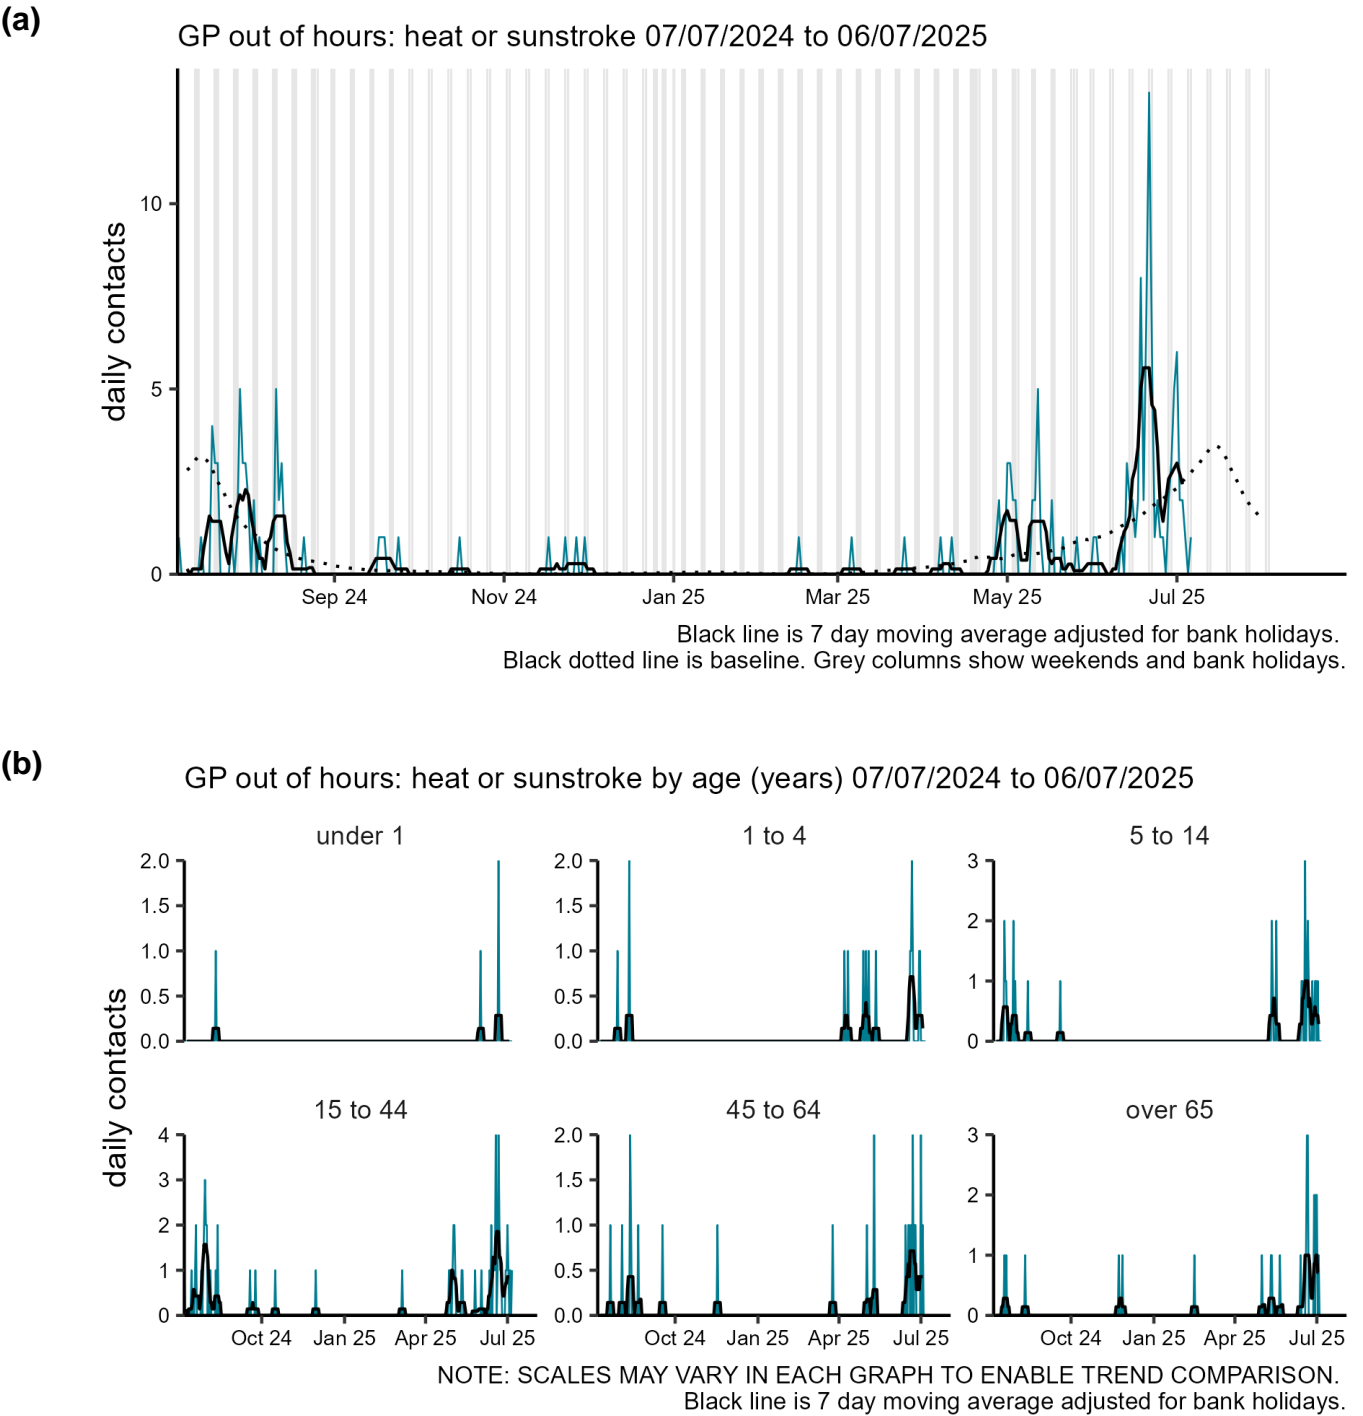 (a)
GP out of hours: heat or sunstroke 07/07/2024 to 06/07/2025
daily contacts
10
5
0
Sep 24 Nov 24 Jan 25 Mar 25 May 25 Jul 25
Black line is 7 day moving average adjusted for bank holidays.
Black dotted line is baseline. Grey columns show weekends and bank holidays.
(b)
GP out of hours: heat or sunstroke by age (years) 07/07/2024 to 06/07/2025
daily contacts
under 1
2.0
1.5
1.0
0.5
0.0
1 to 4
2.0
1.5
1.0
0.5
0.0
5 to 14
3
2
1
0
15 to 44
4
3
2
1
0
Oct 24 Jan 25 Apr 25 Jul 25
45 to 64
2.0
1.5
1.0
0.5
0.0
Oct 24 Jan 25 Apr 25 Jul 25
over 65
3
2
1
0
Oct 24 Jan 25 Apr 25 Jul 25
NOTE: SCALES MAY VARY IN EACH GRAPH TO ENABLE TREND COMPARISON.
Black line is 7 day moving average adjusted for bank holidays.